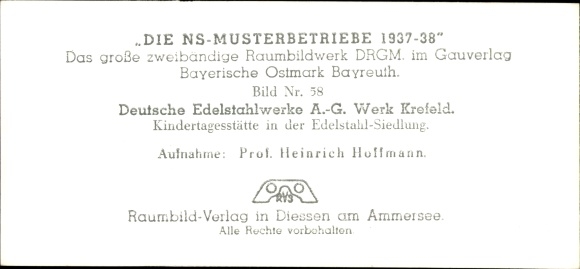 „DIE NS-MUSTERBETRIEBE 1937-38”
Das große zweibändige Raumbildwerk DRGM. im Gauverlag
Bayerische Ostmark Bayreuth.
Bild Nr. 58
Deutsche Edelstahlwerke A.-G. Werk Krefeld.
Kindertagesstätte in der Edelstahl-Siedlung.
Aufnahme: Prof. Heinrich Hoffmann.
RVS
Raumbild-Verlag in Diessen am Ammersee.
Alle Rechte vorbehalten